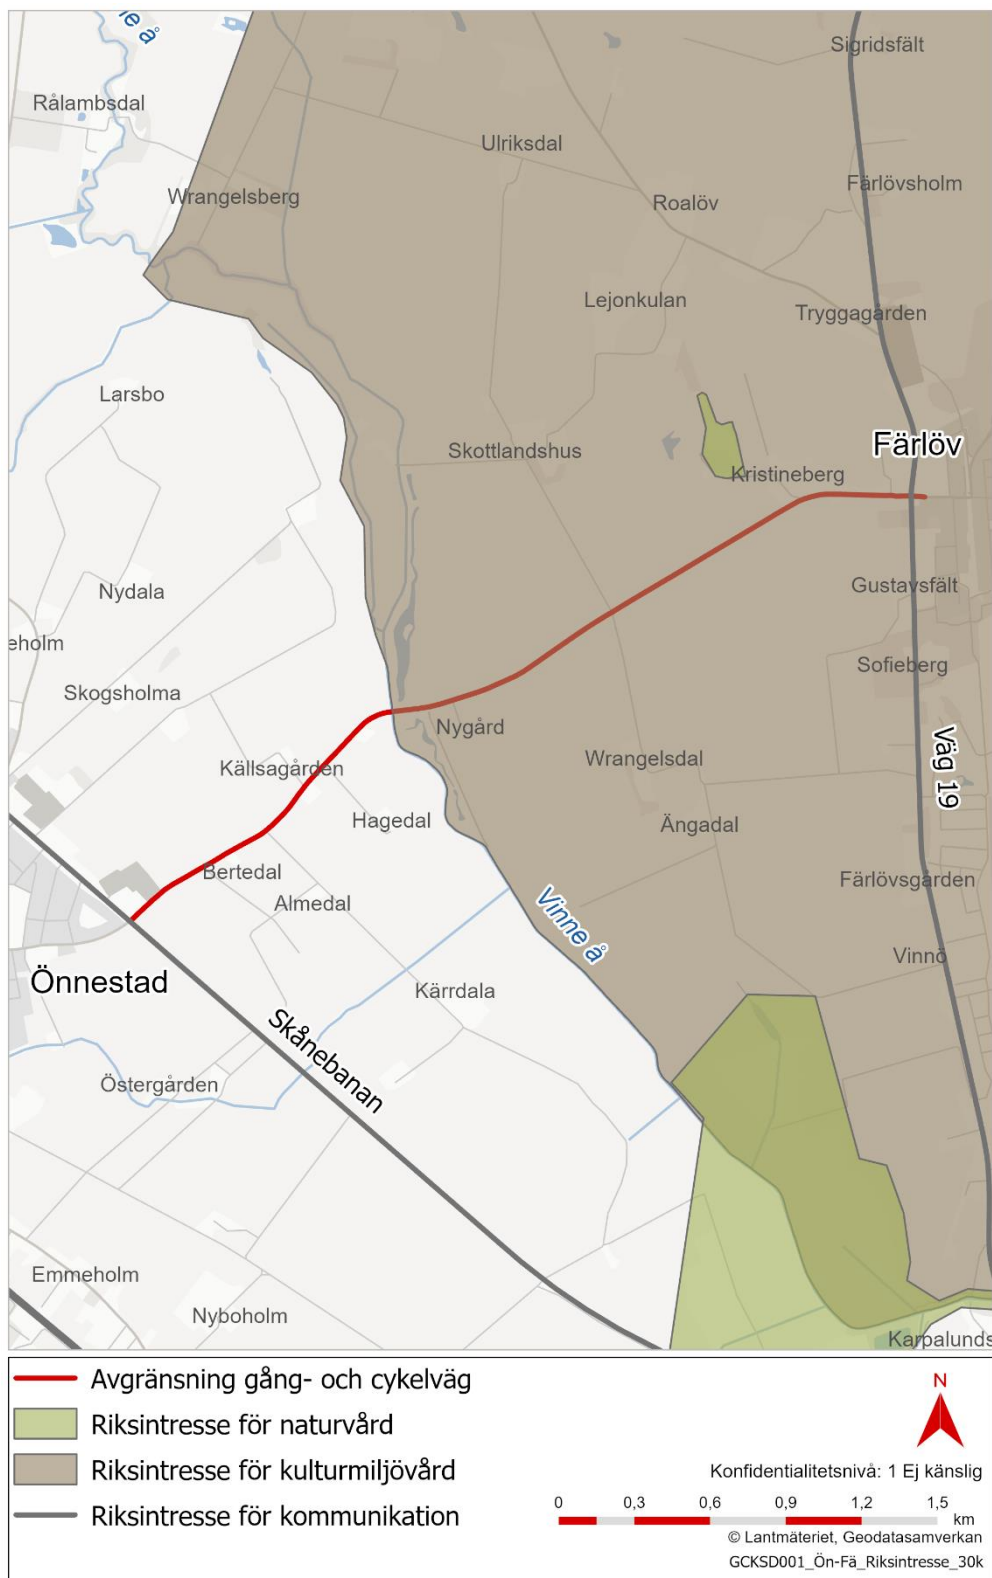 Vinne å
Sigridsfält
Rålambsdal
Ulriksdal
Färlövsholm
Wrangelsberg
Roalöv
Lejonkulan
Tryggagården
Larsbo
Färlöv
Skottlandshus
Kristineberg
Nydala
Gustavsfält
eholm
Sofieberg
Skogsholma
Nygård
Väg 19
Wrangelsdal
Källsagården
Hagedal
Ängadal
Bertedal
Färlövsgården
Almedal
Vinne å
Vinnö
Önnestad
Kärrdala
Skånebanan
Östergården
Emmeholm
Nyboholm
Karpalunds
Avgränsning gång- och cykelväg
Riksintresse för naturvård
Riksintresse för kulturmiljövård
Riksintresse för kommunikation
N
Konfidentialitetsnivå: 1 Ej känslig
0 0,3 0,6 0,9 1,2 1,5
km
© Lantmäteriet, Geodatasamverkan
GCKSD001_Ön-Fä_Riksintresse_30k